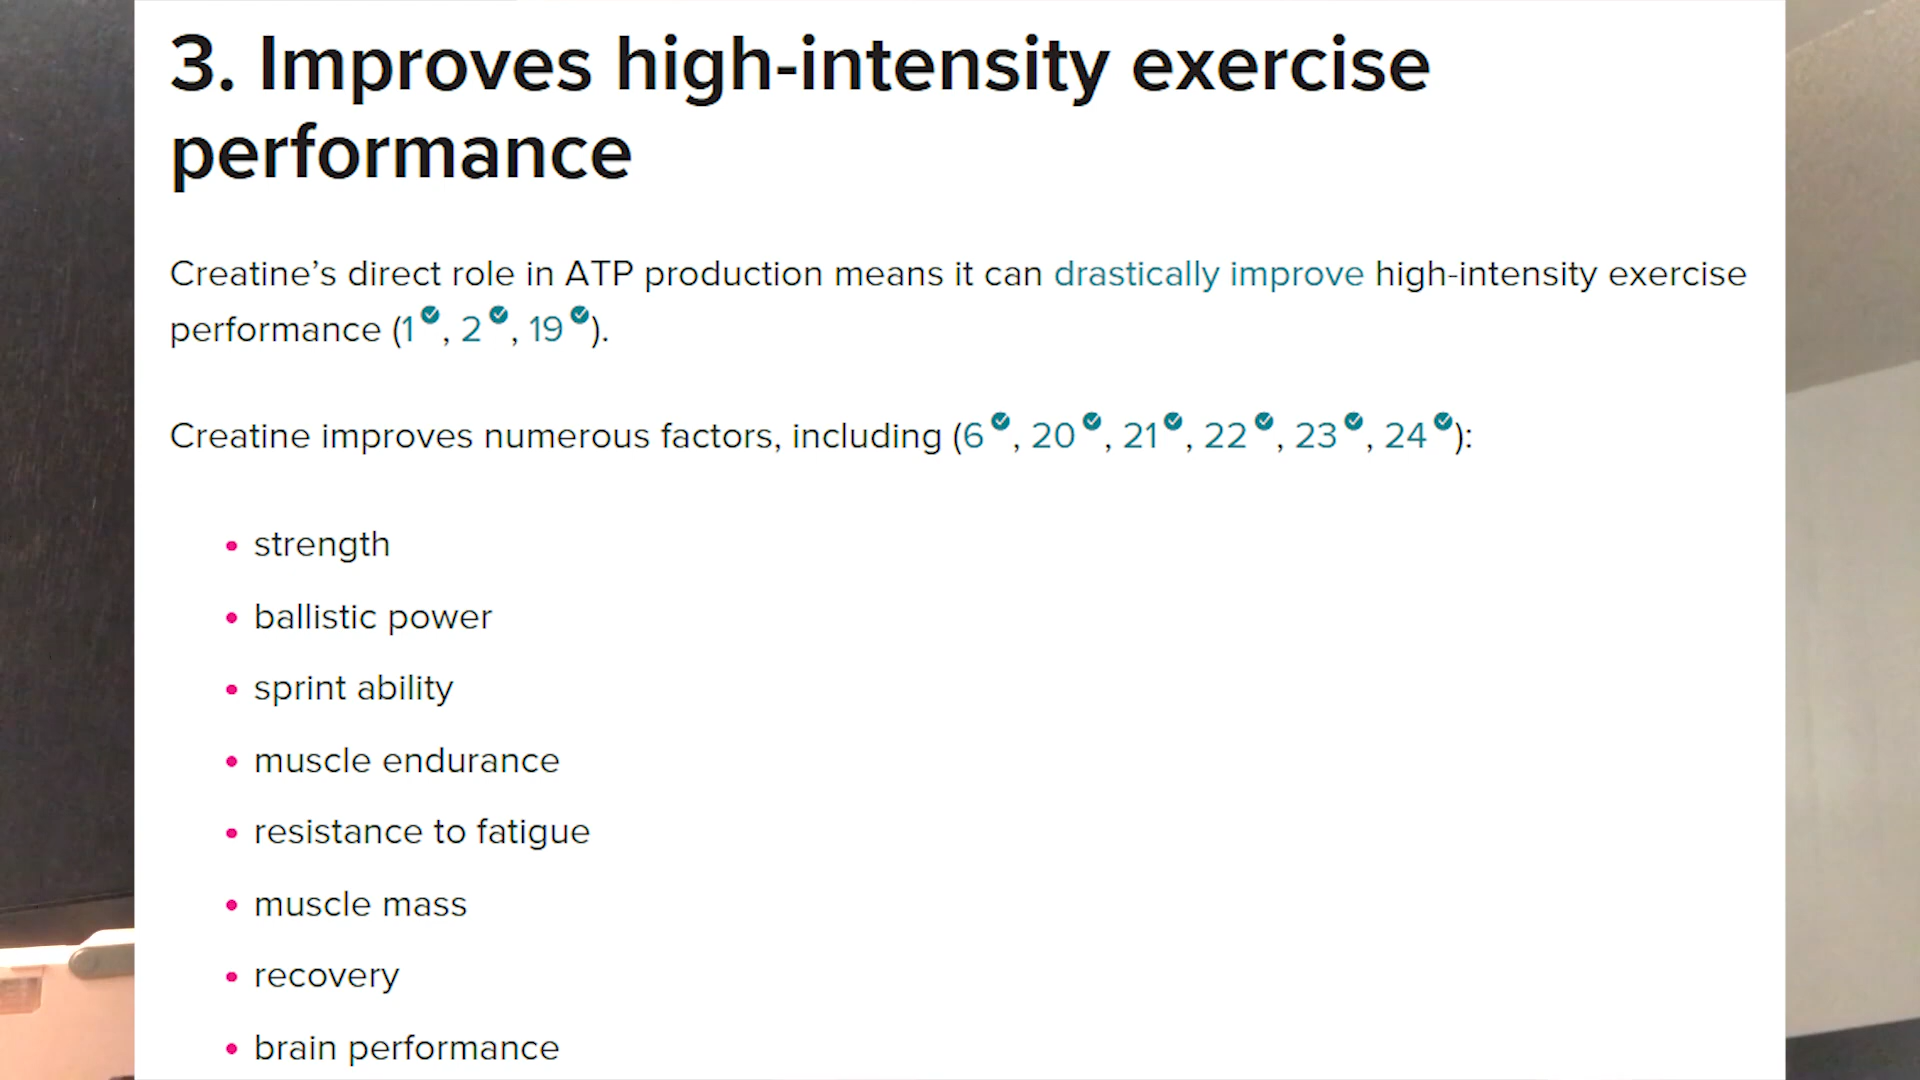 3. Improves high-intensity exercise
performance
Creatine’s direct role in ATP production means it can drastically improve high-intensity exercise
performance (1, 2, 19).
Creatine improves numerous factors, including (6, 20, 21, 22, 23, 24):
• strength
• ballistic power
• sprint ability
• muscle endurance
• resistance to fatigue
• muscle mass
• recovery
• brain performance